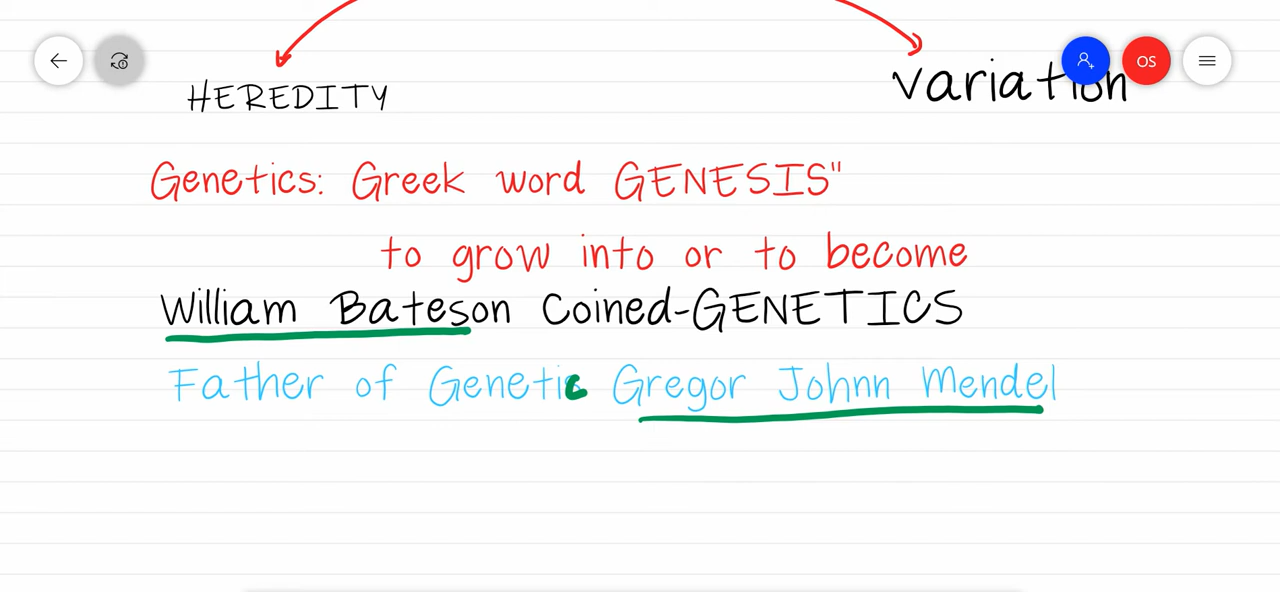 HEREDITY variation
OS
Genetics: Greek word GENESIS"
to grow into or to become
William Bateson Coined-GENETICS
Father of Genetic Gregor Johnn Mendel